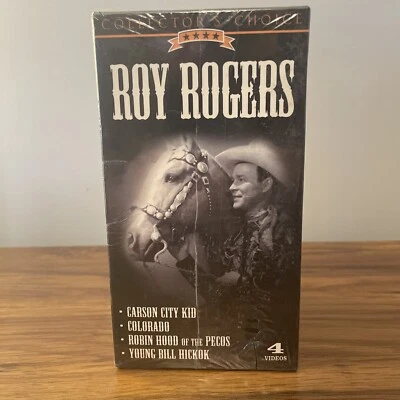 COLLECTOR'S CHOICE
ROY ROGERS
• CARSON CITY KID
• COLORADO
• ROBIN HOOD OF THE PECOS
• YOUNG BILL HICKOK
4
VIDEOS